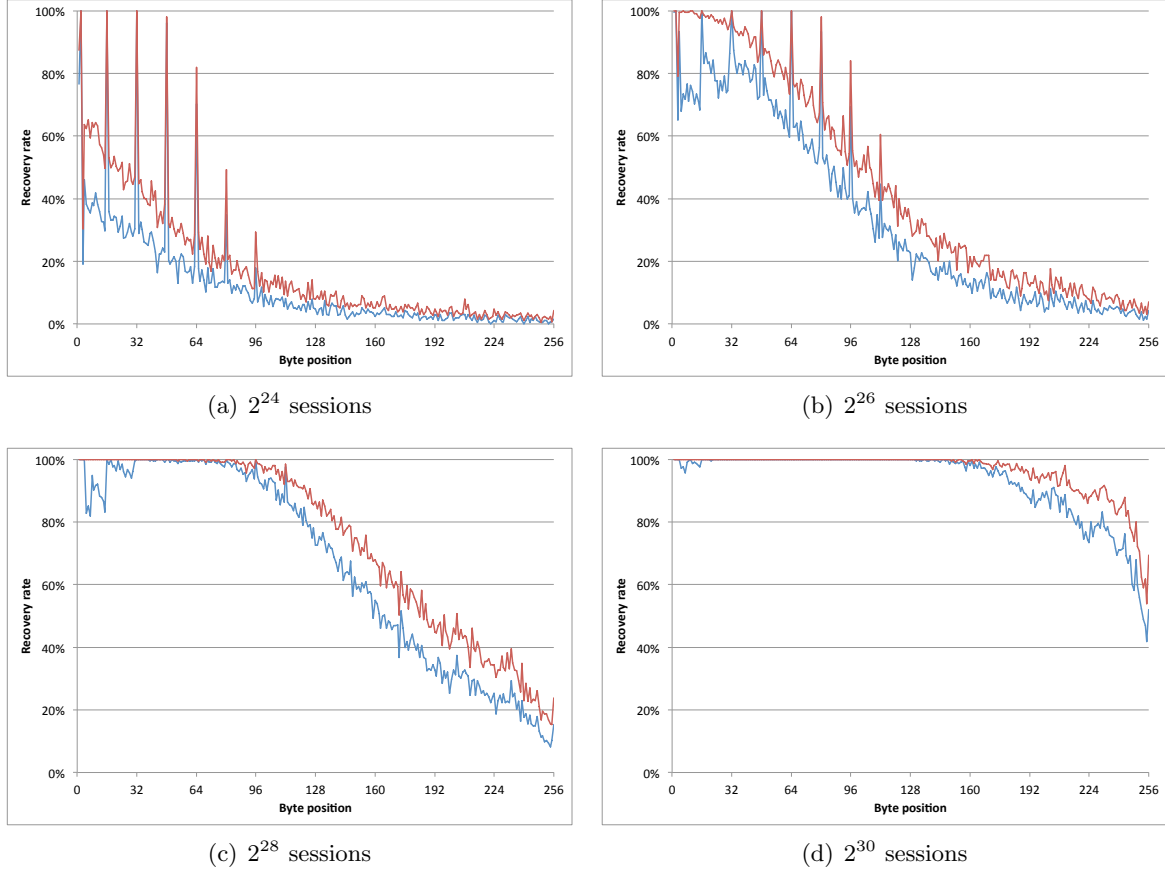 100%
80%
60%
40%
20%
0%
Recovery rate
0 32 64 96 128 160 192 224 256
Byte position
(a) 2^24 sessions
100%
80%
60%
40%
20%
0%
Recovery rate
0 32 64 96 128 160 192 224 256
Byte position
(b) 2^26 sessions
100%
80%
60%
40%
20%
0%
Recovery rate
0 32 64 96 128 160 192 224 256
Byte position
(c) 2^28 sessions
100%
80%
60%
40%
20%
0%
Recovery rate
0 32 64 96 128 160 192 224 256
Byte position
(d) 2^30 sessions